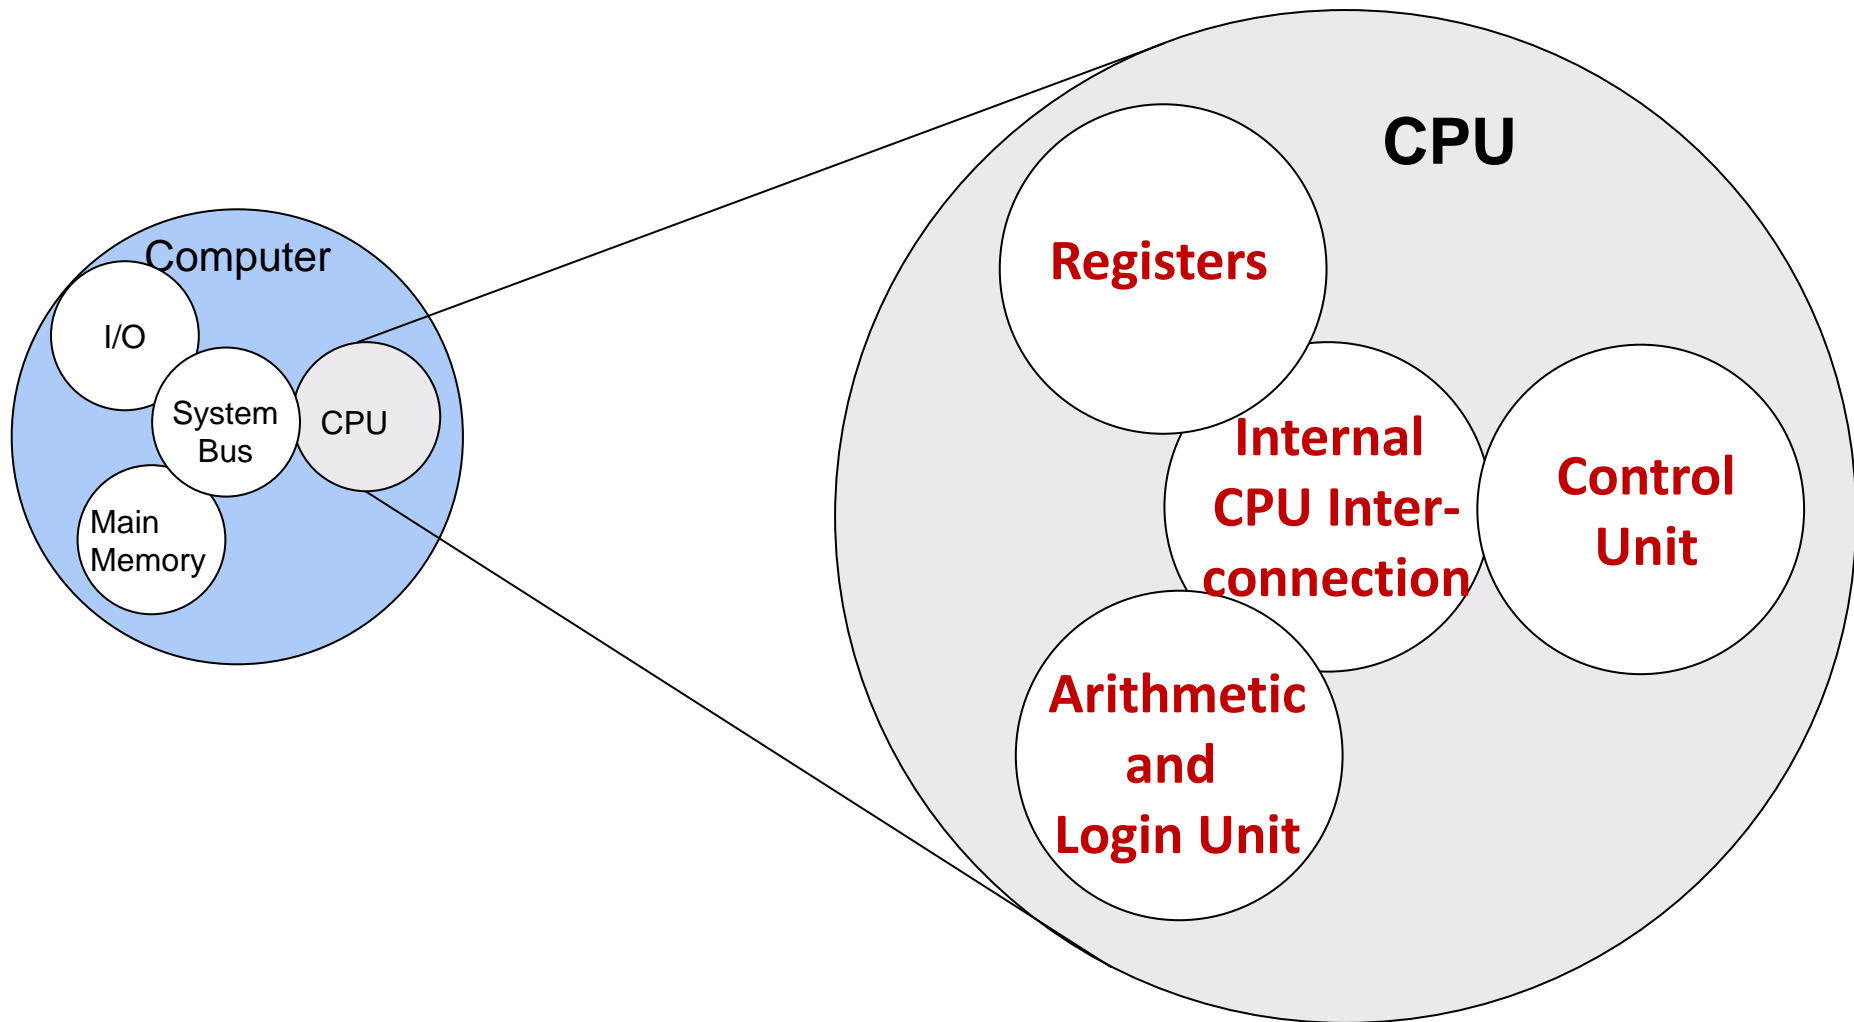 Computer
I/O
System
Bus
CPU
Main
Memory
CPU
Registers
Internal
CPU Inter-
connection
Control
Unit
Arithmetic
and
Login Unit